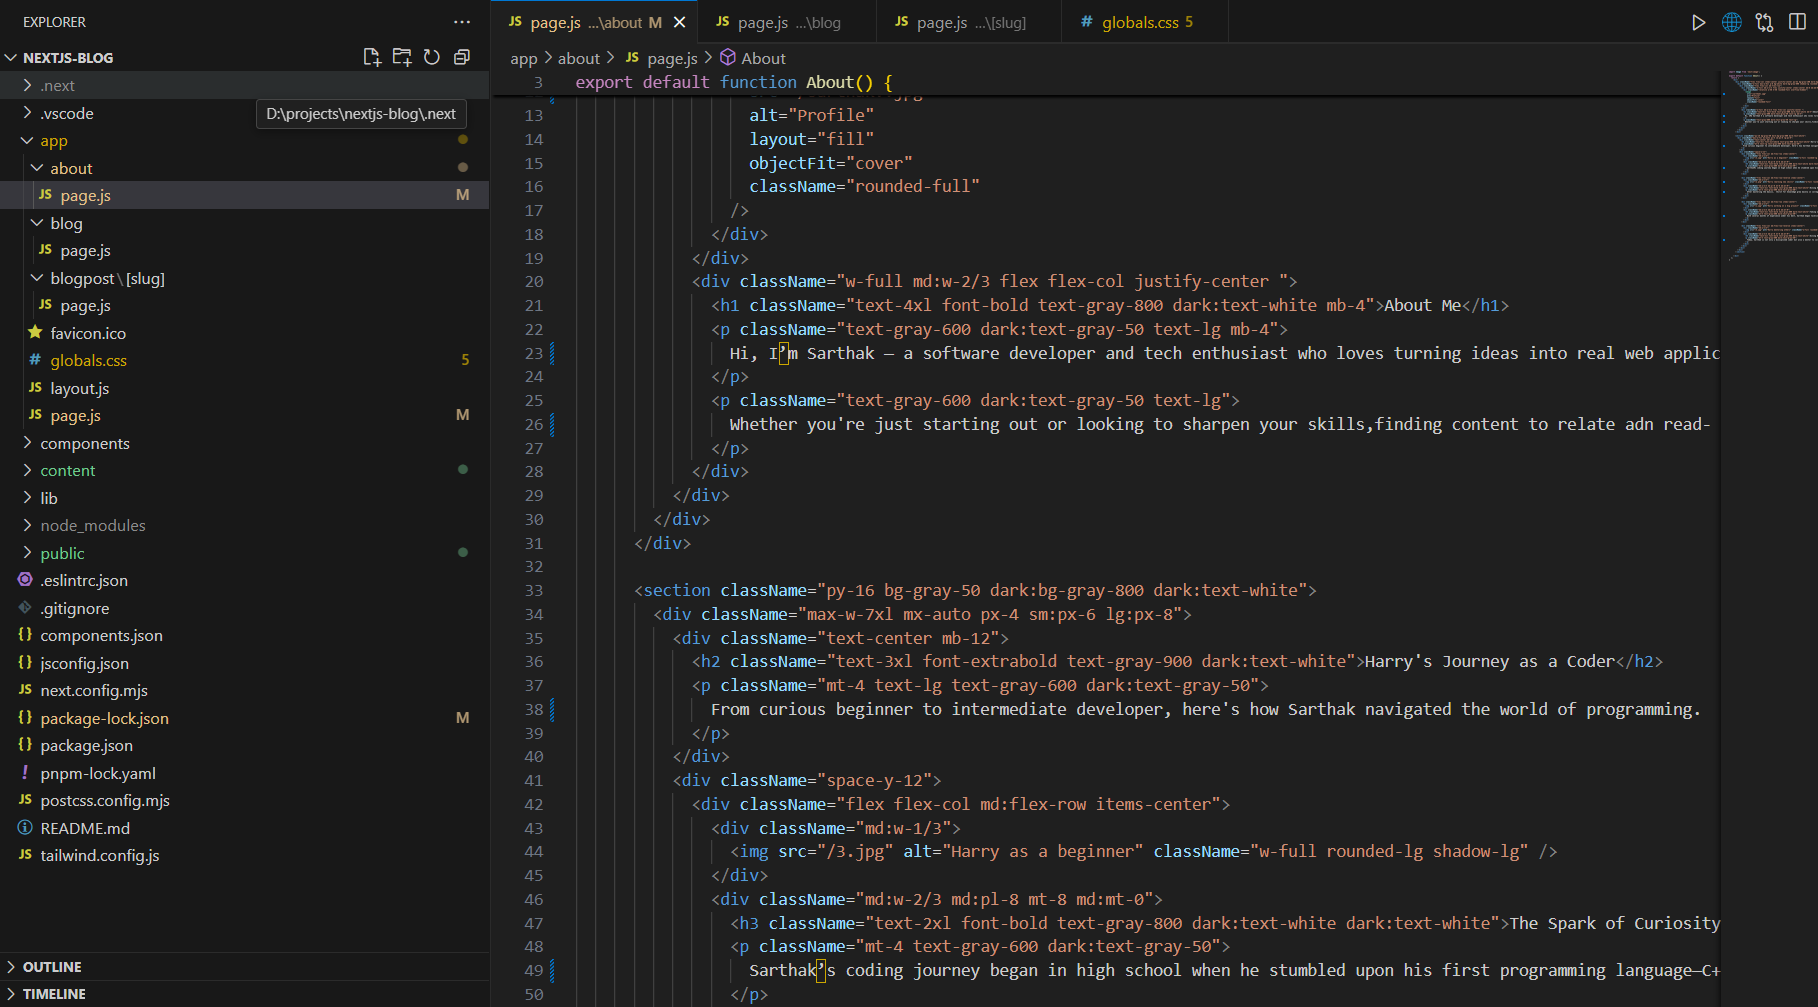 EXPLORER
NEXTJS-BLOG
.next
.vscode
D:\projects\nextjs-blog\.next
app
about
JS page.js M
blog
JS page.js
blogpost\[slug]
JS page.js
favicon.ico
# globals.css 5
JS layout.js
JS page.js M
components
content
lib
node_modules
public
.eslintrc.json
.gitignore
{} components.json
{} jsconfig.json
JS next.config.mjs
{} package-lock.json M
{} package.json
! pnpm-lock.yaml
JS postcss.config.mjs
README.md
JS tailwind.config.js
OUTLINE
TIMELINE
JS page.js ...\about M
JS page.js ...\blog
JS page.js ...\[slug]
# globals.css 5
app > about > JS page.js > About
3 export default function About() {
13 alt="Profile"
14 layout="fill"
15 objectFit="cover"
16 className="rounded-full"
17 />
18 </div>
19 </div>
20 <div className="w-full md:w-2/3 flex flex-col justify-center ">
21 <h1 className="text-4xl font-bold text-gray-800 dark:text-white mb-4">About Me</h1>
22 <p className="text-gray-600 dark:text-gray-50 text-lg mb-4">
23 Hi, I’m Sarthak — a software developer and tech enthusiast who loves turning ideas into real web applic
24 </p>
25 <p className="text-gray-600 dark:text-gray-50 text-lg">
26 Whether you're just starting out or looking to sharpen your skills,finding content to relate adn read-
27 </p>
28 </div>
29 </div>
30 </div>
31 </div>
32
33 <section className="py-16 bg-gray-50 dark:bg-gray-800 dark:text-white">
34 <div className="max-w-7xl mx-auto px-4 sm:px-6 lg:px-8">
35 <div className="text-center mb-12">
36 <h2 className="text-3xl font-extrabold text-gray-900 dark:text-white">Harry's Journey as a Coder</h2>
37 <p className="mt-4 text-lg text-gray-600 dark:text-gray-50">
38 From curious beginner to intermediate developer, here's how Sarthak navigated the world of programming.
39 </p>
40 </div>
41 <div className="space-y-12">
42 <div className="flex flex-col md:flex-row items-center">
43 <div className="md:w-1/3">
44 <img src="/3.jpg" alt="Harry as a beginner" className="w-full rounded-lg shadow-lg" />
45 </div>
46 <div className="md:w-2/3 md:pl-8 mt-8 md:mt-0">
47 <h3 className="text-2xl font-bold text-gray-800 dark:text-white dark:text-white">The Spark of Curiosity
48 <p className="mt-4 text-gray-600 dark:text-gray-50">
49 Sarthak’s coding journey began in high school when he stumbled upon his first programming language—C+
50 </p>